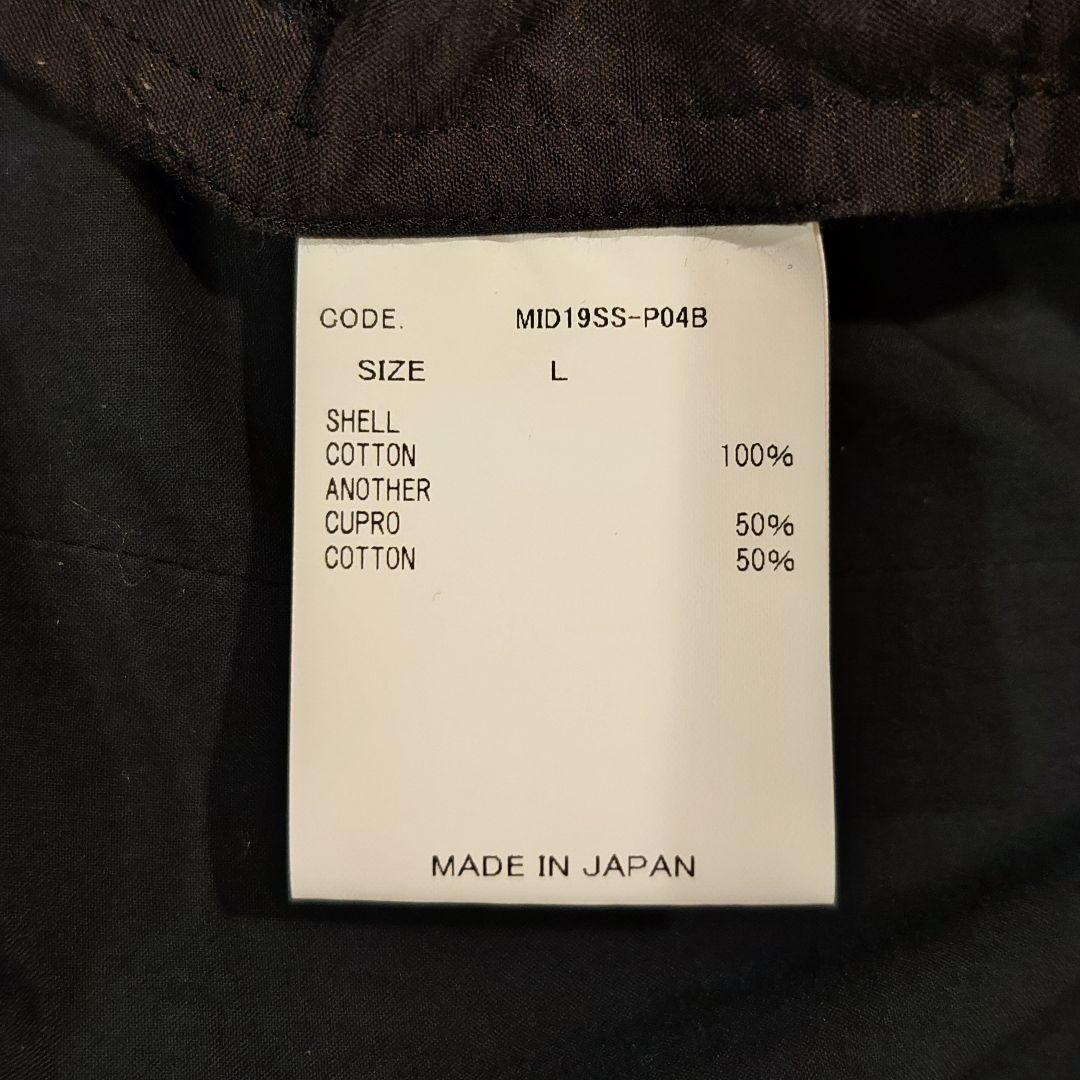 CODE. MID19SS-P04B
SIZE L
SHELL
COTTON 100%
ANOTHER
CUPRO 50%
COTTON 50%
MADE IN JAPAN